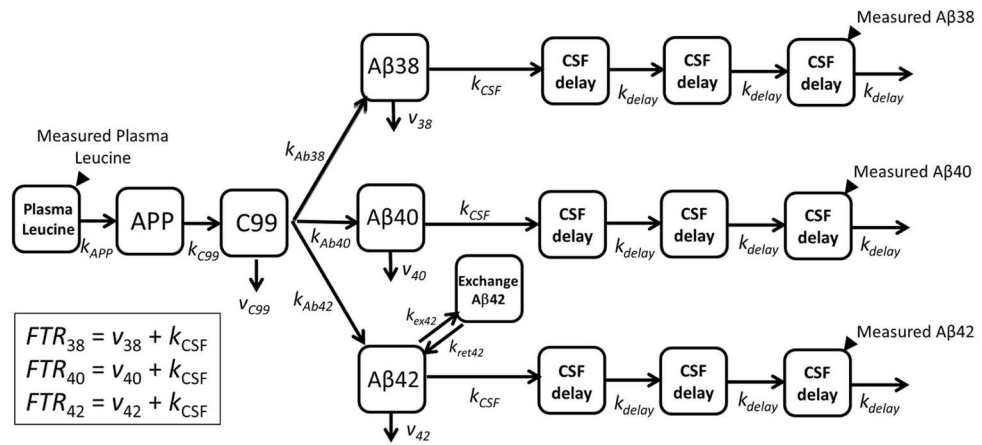 Measured Aβ38
Aβ38
CSF
delay
CSF
delay
CSF
delay
k_CSF
k_delay
k_delay
k_delay
v_38
Measured Plasma
Leucine
k_Ab38
Measured Aβ40
Plasma
Leucine
APP
C99
Aβ40
CSF
delay
CSF
delay
CSF
delay
k_APP
k_C99
k_Ab40
k_CSF
k_delay
k_delay
k_delay
v_C99
v_40
Exchange
Aβ42
k_Ab42
k_ex42
k_ret42
Measured Aβ42
Aβ42
CSF
delay
CSF
delay
CSF
delay
k_CSF
k_delay
k_delay
k_delay
v_42
FTR_38 = v_38 + k_CSF
FTR_40 = v_40 + k_CSF
FTR_42 = v_42 + k_CSF